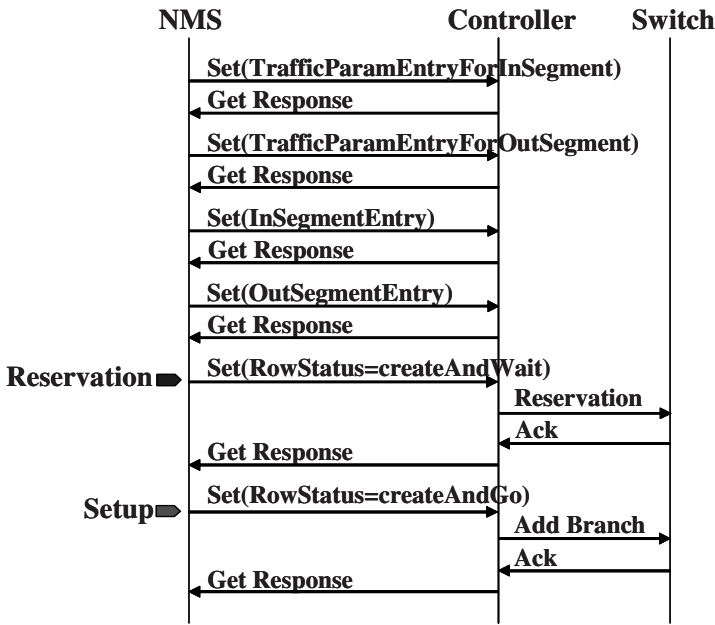 NMS Controller Switch
Set(TrafficParamEntryForInSegment)
Get Response
Set(TrafficParamEntryForOutSegment)
Get Response
Set(InSegmentEntry)
Get Response
Set(OutSegmentEntry)
Get Response
Reservation Set(RowStatus=createAndWait)
Reservation
Ack
Get Response
Setup Set(RowStatus=createAndGo)
Add Branch
Ack
Get Response